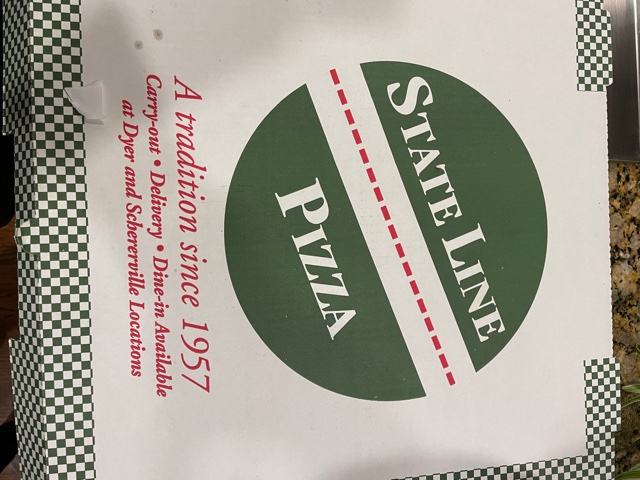 STATE LINE
PIZZA
A tradition since 1957
Carry-out • Delivery • Dine-in Available
at Dyer and Schererville Locations